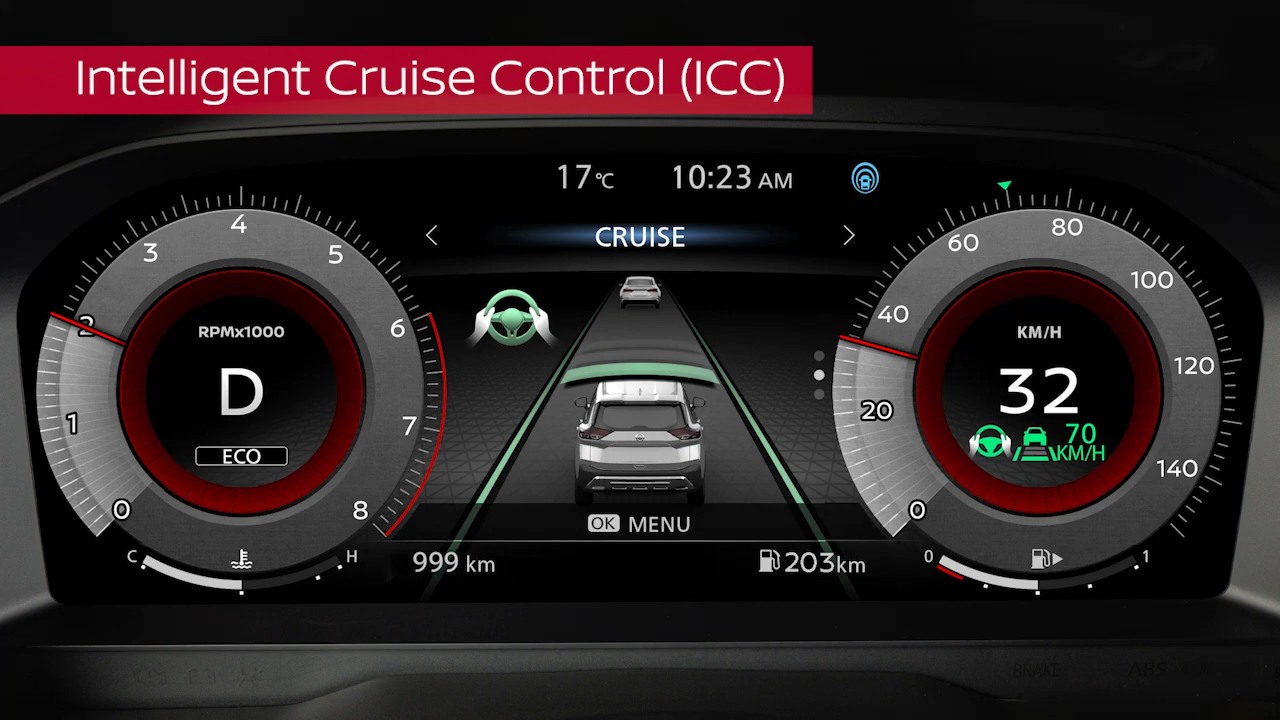 Intelligent Cruise Control (ICC)
17°C 10:23 AM
CRUISE
0 1 2 3 4 5 6 7 8
RPMx1000
D
ECO
0 20 40 60 80 100 120 140
KM/H
32
70
KM/H
OK MENU
C H
999 km
203km
0 1
BRAKE
ABS